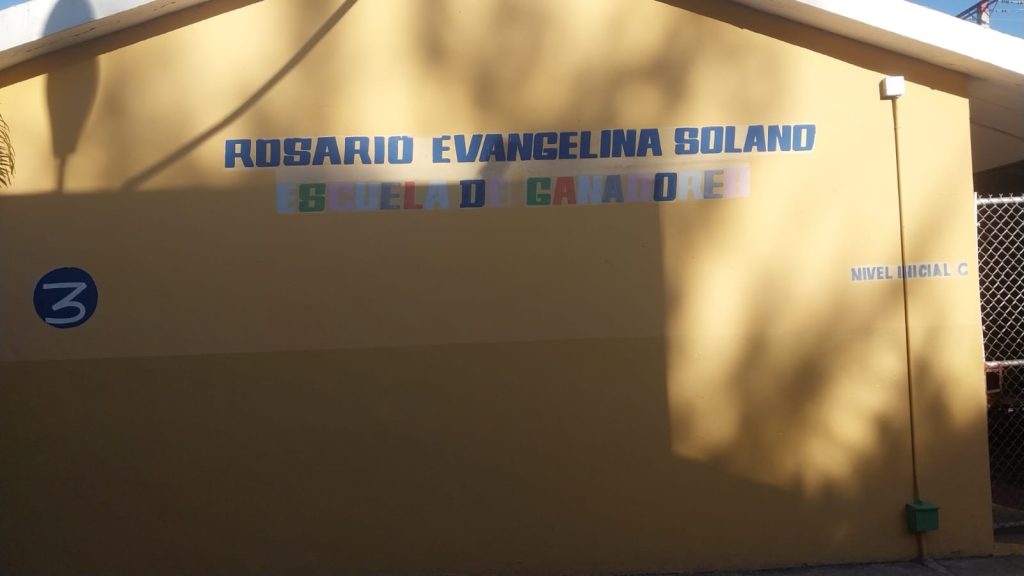 ROSARIO EVANGELINA SOLANO
ESCUELA DE GANADORES
3
NIVEL INICIAL C